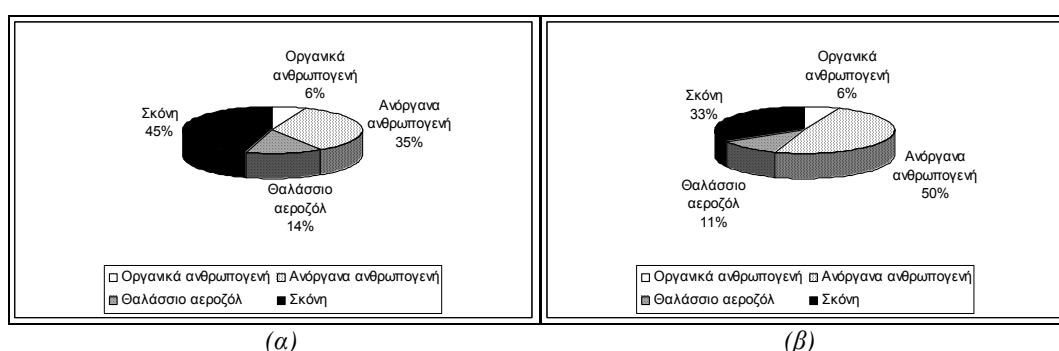 Οργανικά
ανθρωπογενή
6%
Ανόργανα
ανθρωπογενή
35%
Θαλάσσιο
αεροζόλ
14%
Σκόνη
45%
Οργανικά ανθρωπογενή
Ανόργανα ανθρωπογενή
Θαλάσσιο αεροζόλ
Σκόνη
(α)
Οργανικά
ανθρωπογενή
6%
Ανόργανα
ανθρωπογενή
50%
Θαλάσσιο
αεροζόλ
11%
Σκόνη
33%
Οργανικά ανθρωπογενή
Ανόργανα ανθρωπογενή
Θαλάσσιο αεροζόλ
Σκόνη
(β)